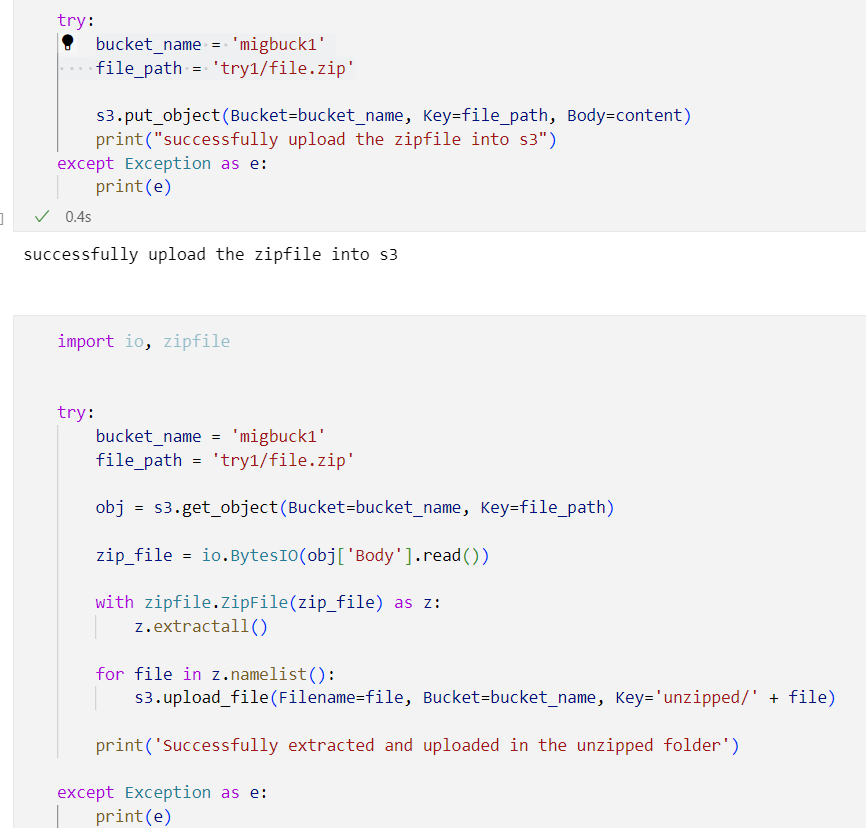 try:
bucket_name = 'migbuck1'
file_path = 'try1/file.zip'
s3.put_object(Bucket=bucket_name, Key=file_path, Body=content)
print("successfully upload the zipfile into s3")
except Exception as e:
print(e)
] ✓ 0.4s
successfully upload the zipfile into s3
import io, zipfile
try:
bucket_name = 'migbuck1'
file_path = 'try1/file.zip'
obj = s3.get_object(Bucket=bucket_name, Key=file_path)
zip_file = io.BytesIO(obj['Body'].read())
with zipfile.ZipFile(zip_file) as z:
z.extractall()
for file in z.namelist():
s3.upload_file(Filename=file, Bucket=bucket_name, Key='unzipped/' + file)
print('Successfully extracted and uploaded in the unzipped folder')
except Exception as e:
print(e)